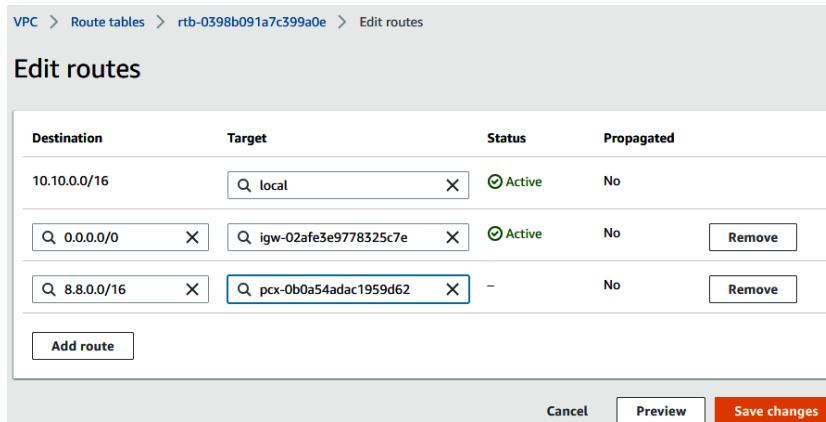 VPC > Route tables > rtb-0398b091a7c399a0e > Edit routes
Edit routes
Destination Target Status Propagated
10.10.0.0/16 local Active No
0.0.0.0/0 igw-02afe3e9778325c7e Active No Remove
8.8.0.0/16 pcx-0b0a54adac1959d62 – No Remove
Add route
Cancel Preview Save changes